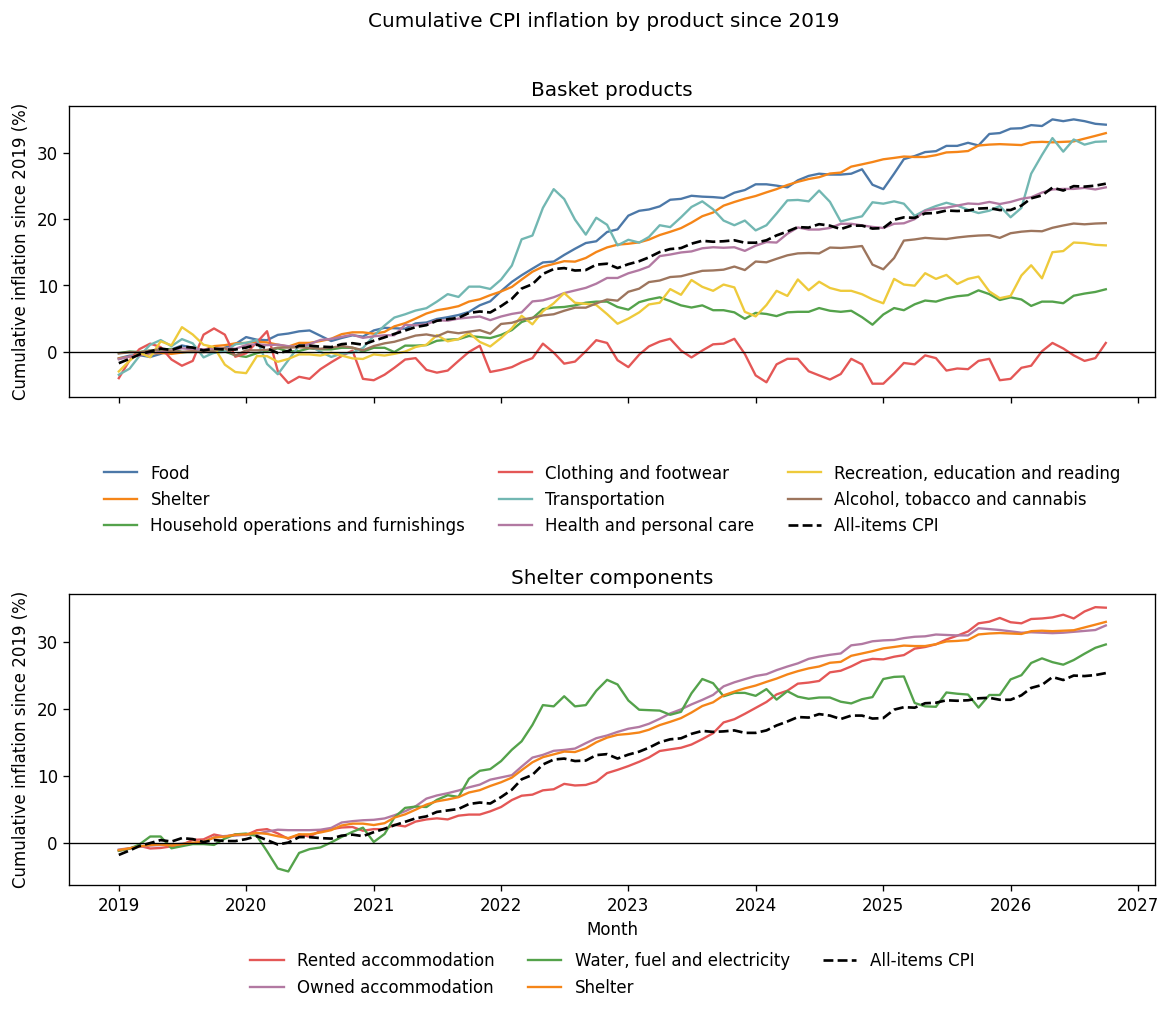 Cumulative CPI inflation by product since 2019
Basket products
Cumulative inflation since 2019 (%)
30
20
10
0
Food
Shelter
Household operations and furnishings
Clothing and footwear
Transportation
Health and personal care
Recreation, education and reading
Alcohol, tobacco and cannabis
All-items CPI
Shelter components
Cumulative inflation since 2019 (%)
30
20
10
0
2019 2020 2021 2022 2023 2024 2025 2026 2027
Month
Rented accommodation
Owned accommodation
Water, fuel and electricity
Shelter
All-items CPI